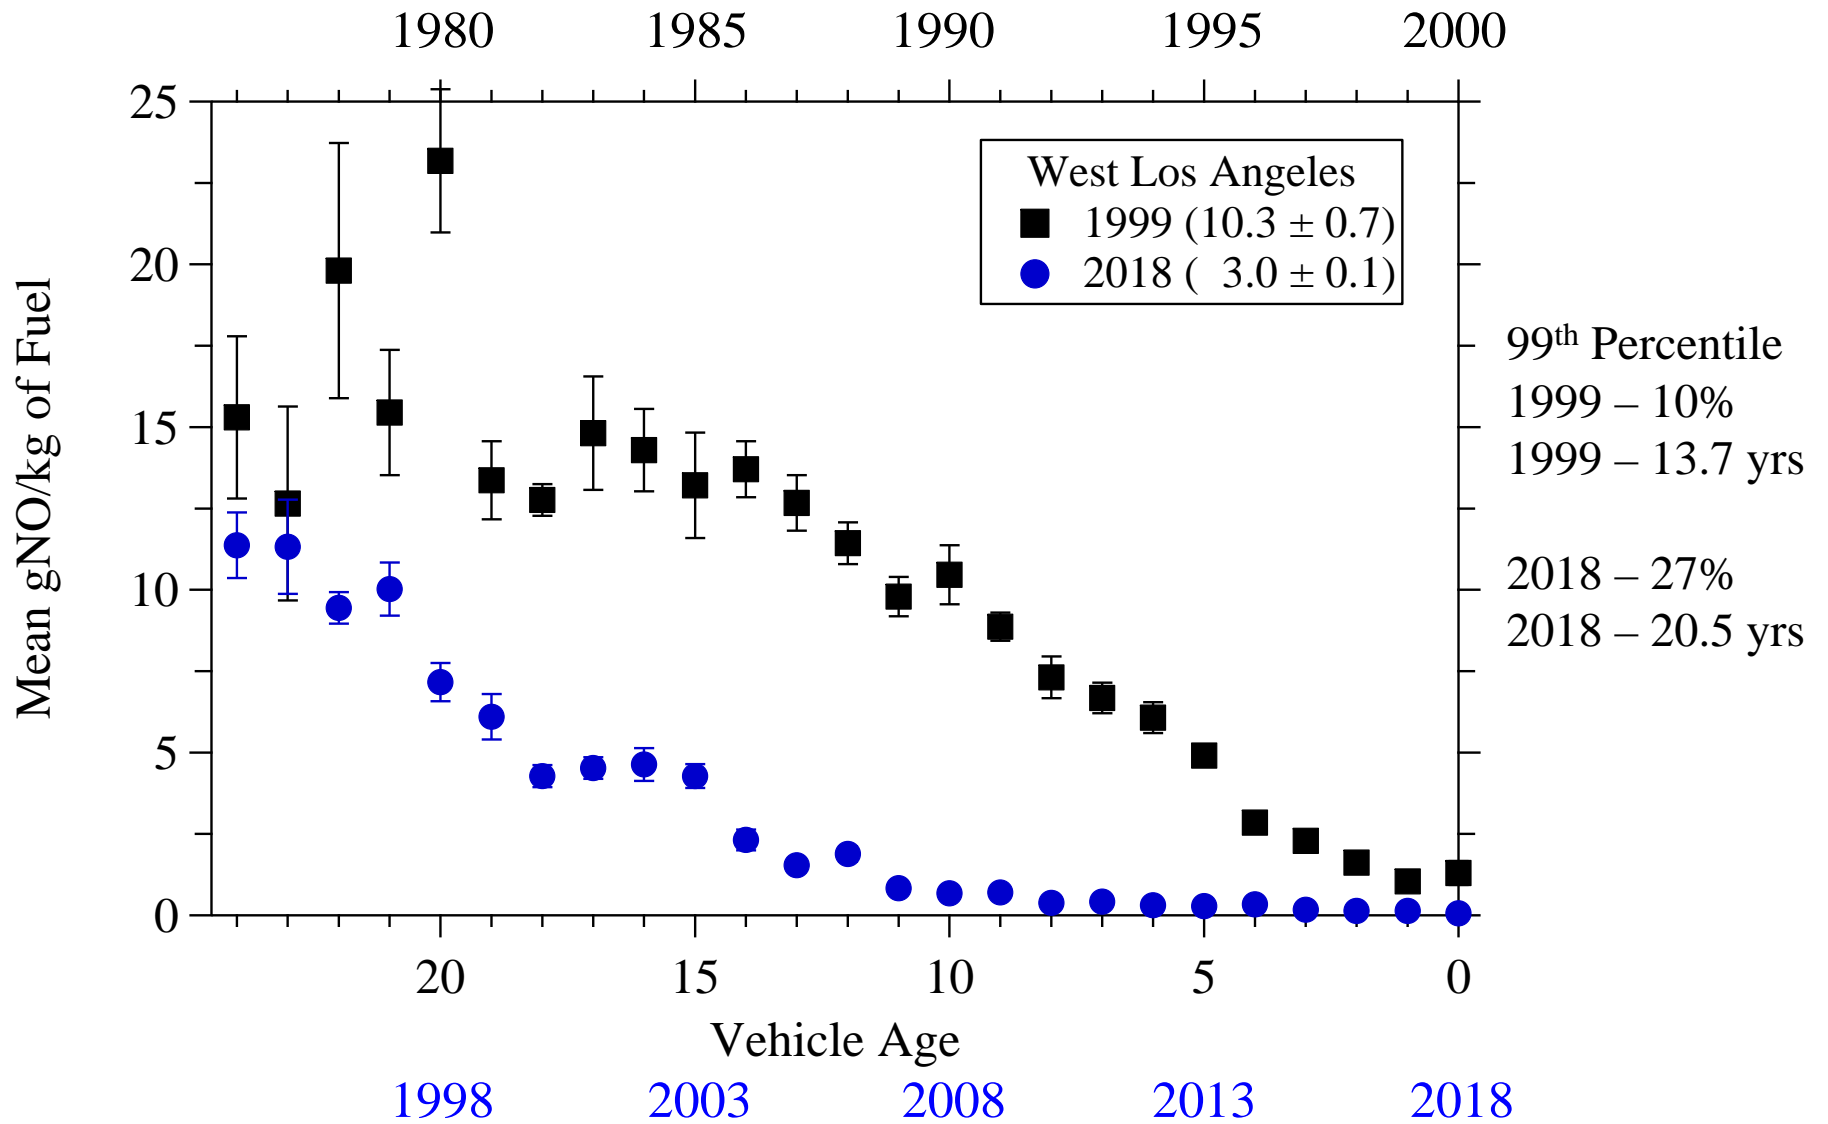 1980 1985 1990 1995 2000
25
20
15
10
5
0
Mean gNO/kg of Fuel
West Los Angeles
1999 (10.3 ± 0.7)
2018 (  3.0 ± 0.1)
99th Percentile
1999 – 10%
1999 – 13.7 yrs
2018 – 27%
2018 – 20.5 yrs
20 15 10 5 0
Vehicle Age
1998 2003 2008 2013 2018